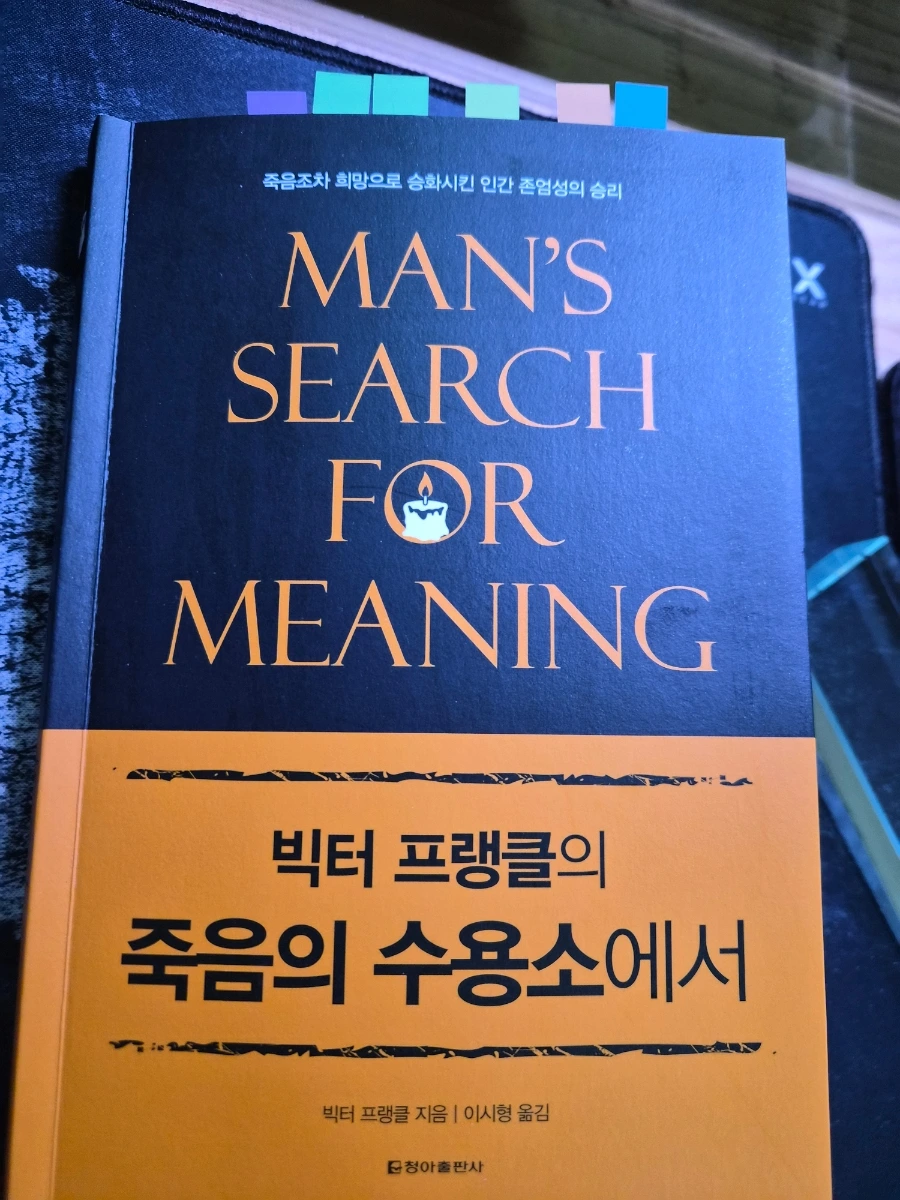 죽음조차 희망으로 승화시킨 인간 존엄성의 승리
MAN'S
SEARCH
FOR
MEANING
빅터 프랭클의
죽음의 수용소에서
빅터 프랭클 지음 | 이시형 옮김
청아출판사
X